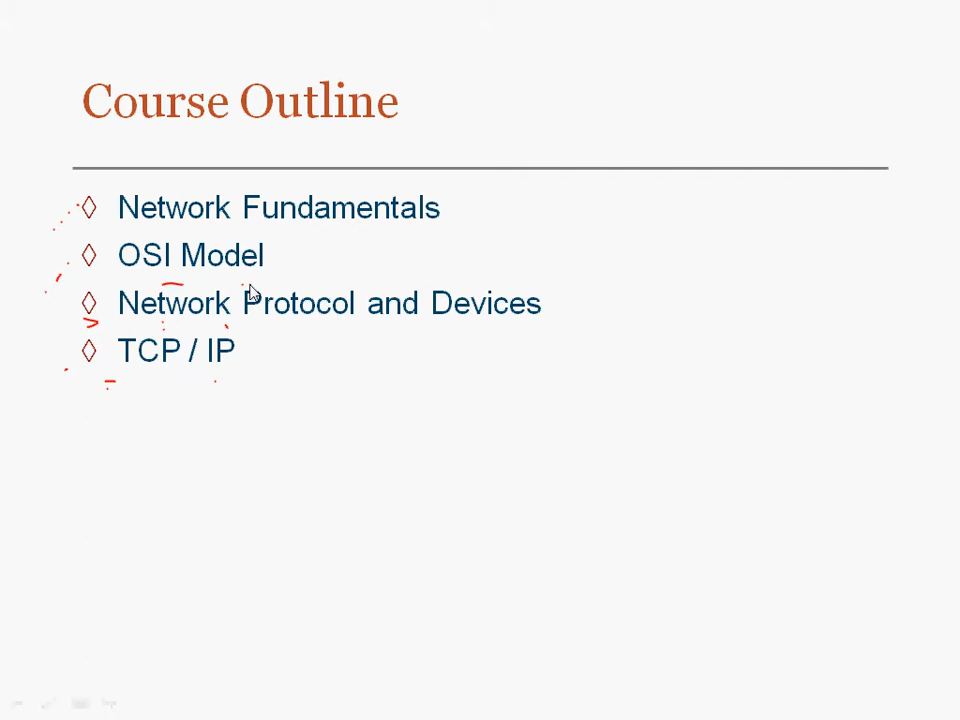 Course Outline
Network Fundamentals
OSI Model
Network Protocol and Devices
TCP / IP